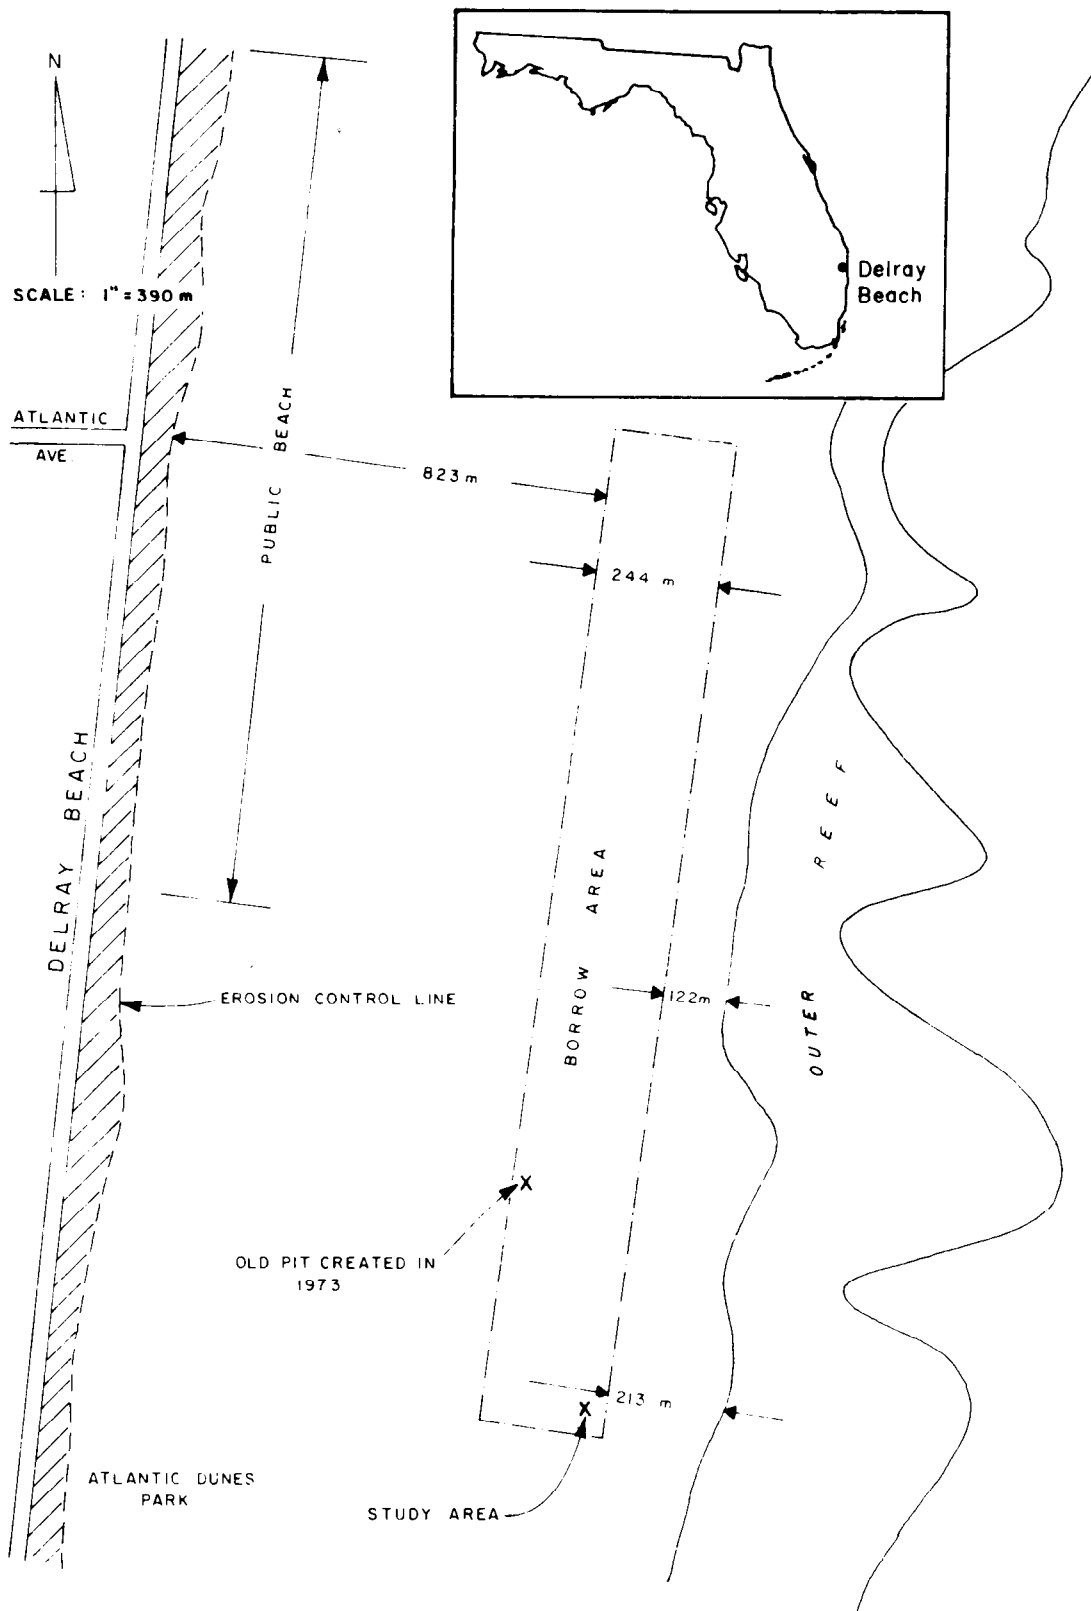 N
SCALE: 1" = 390 m
Delray
Beach
ATLANTIC
AVE.
PUBLIC BEACH
823 m
244 m
DELRAY BEACH
BORROW AREA
OUTER REEF
EROSION CONTROL LINE
122m
X
OLD PIT CREATED IN
1973
213 m
X
ATLANTIC DUNES
PARK
STUDY AREA